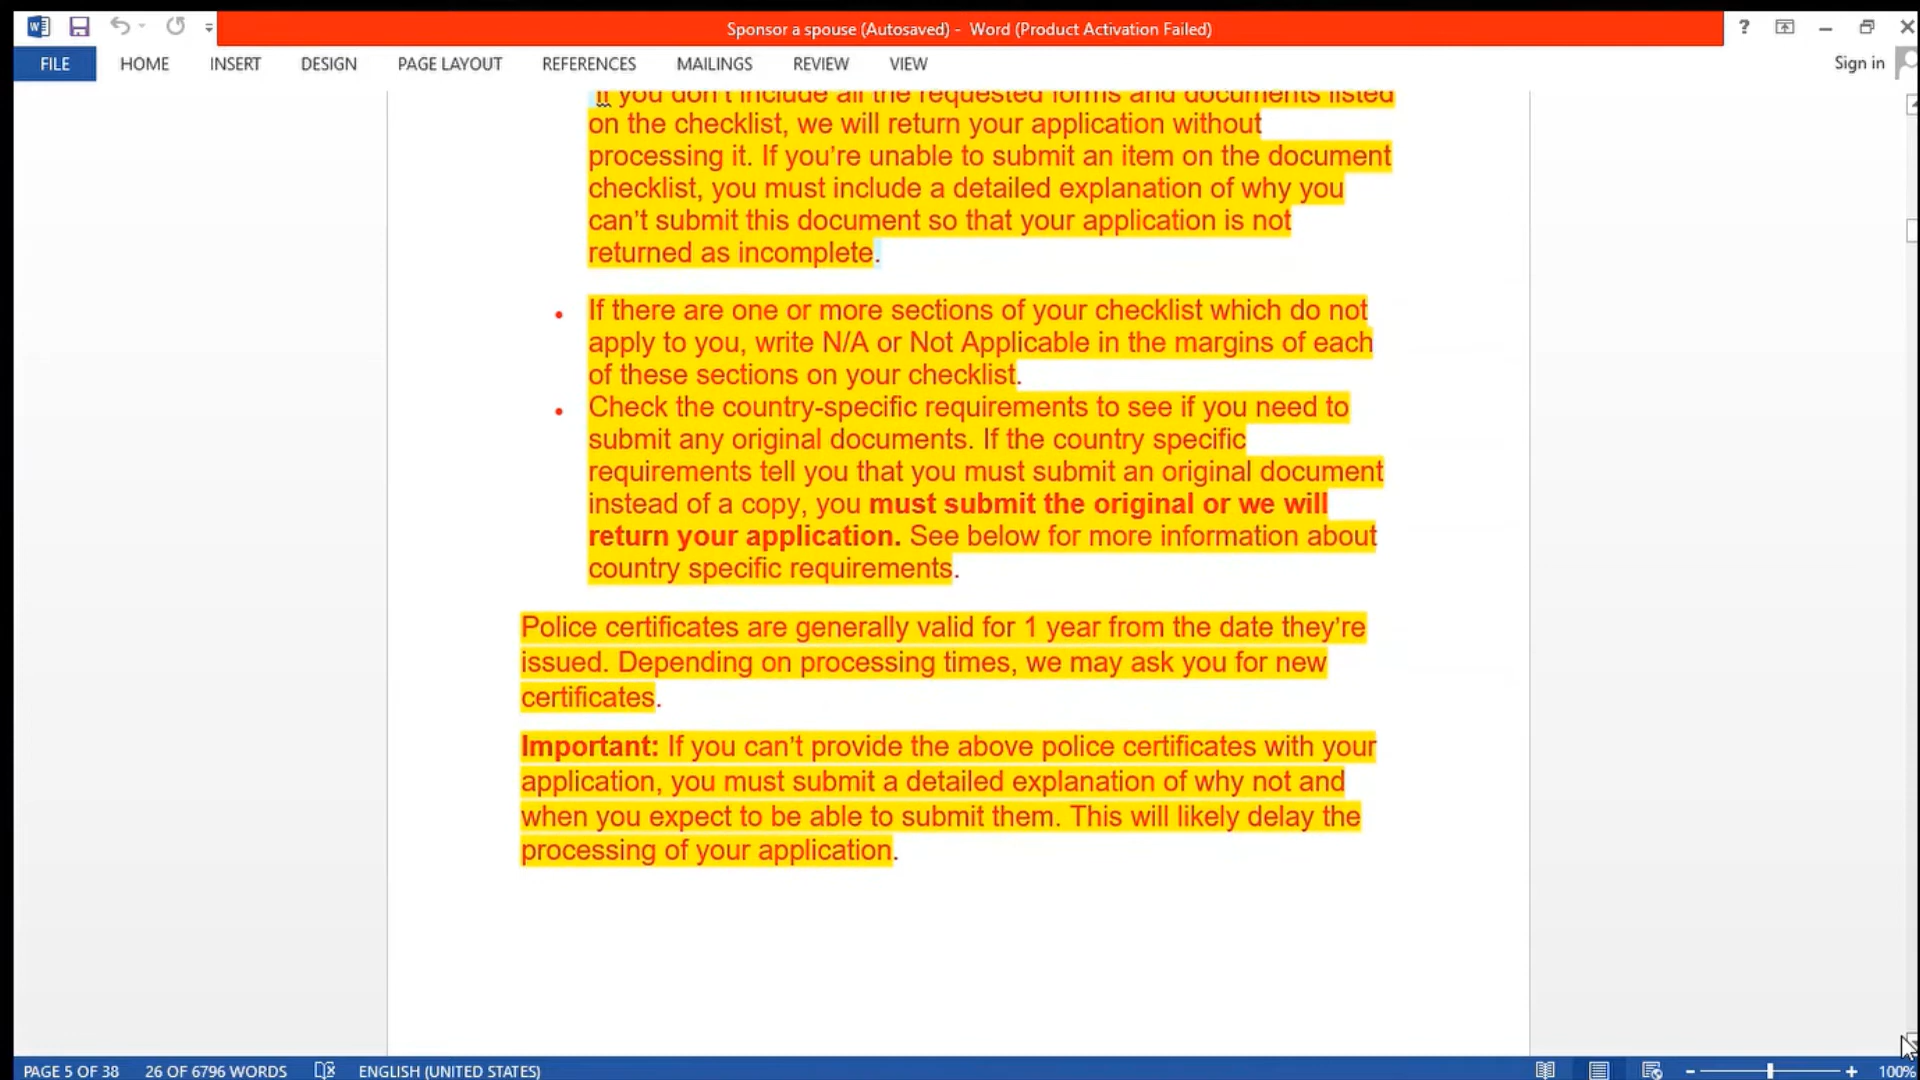 Sponsor a spouse (Autosaved) - Word (Product Activation Failed)
?
FILE HOME INSERT DESIGN PAGE LAYOUT REFERENCES MAILINGS REVIEW VIEW Sign in
If you don't include all the requested forms and documents listed
on the checklist, we will return your application without
processing it. If you’re unable to submit an item on the document
checklist, you must include a detailed explanation of why you
can’t submit this document so that your application is not
returned as incomplete.
• If there are one or more sections of your checklist which do not
apply to you, write N/A or Not Applicable in the margins of each
of these sections on your checklist.
• Check the country-specific requirements to see if you need to
submit any original documents. If the country specific
requirements tell you that you must submit an original document
instead of a copy, you must submit the original or we will
return your application. See below for more information about
country specific requirements.
Police certificates are generally valid for 1 year from the date they’re
issued. Depending on processing times, we may ask you for new
certificates.
Important: If you can’t provide the above police certificates with your
application, you must submit a detailed explanation of why not and
when you expect to be able to submit them. This will likely delay the
processing of your application.
PAGE 5 OF 38 26 OF 6796 WORDS ENGLISH (UNITED STATES) 100%